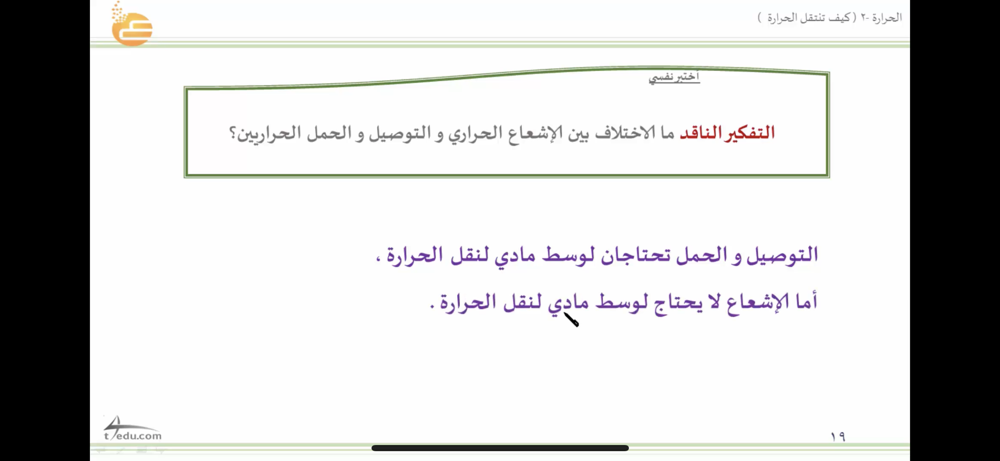 الحرارة -٢ (كيف تنتقل الحرارة )
أختبر نفسي
التفكير الناقد ما الاختلاف بين الإشعاع الحراري و التوصيل و الحمل الحراريين؟
التوصيل و الحمل تحتاجان لوسط مادي لنقل الحرارة ،
أما الإشعاع لا يحتاج لوسط مادي لنقل الحرارة .
t4edu.com
١٩